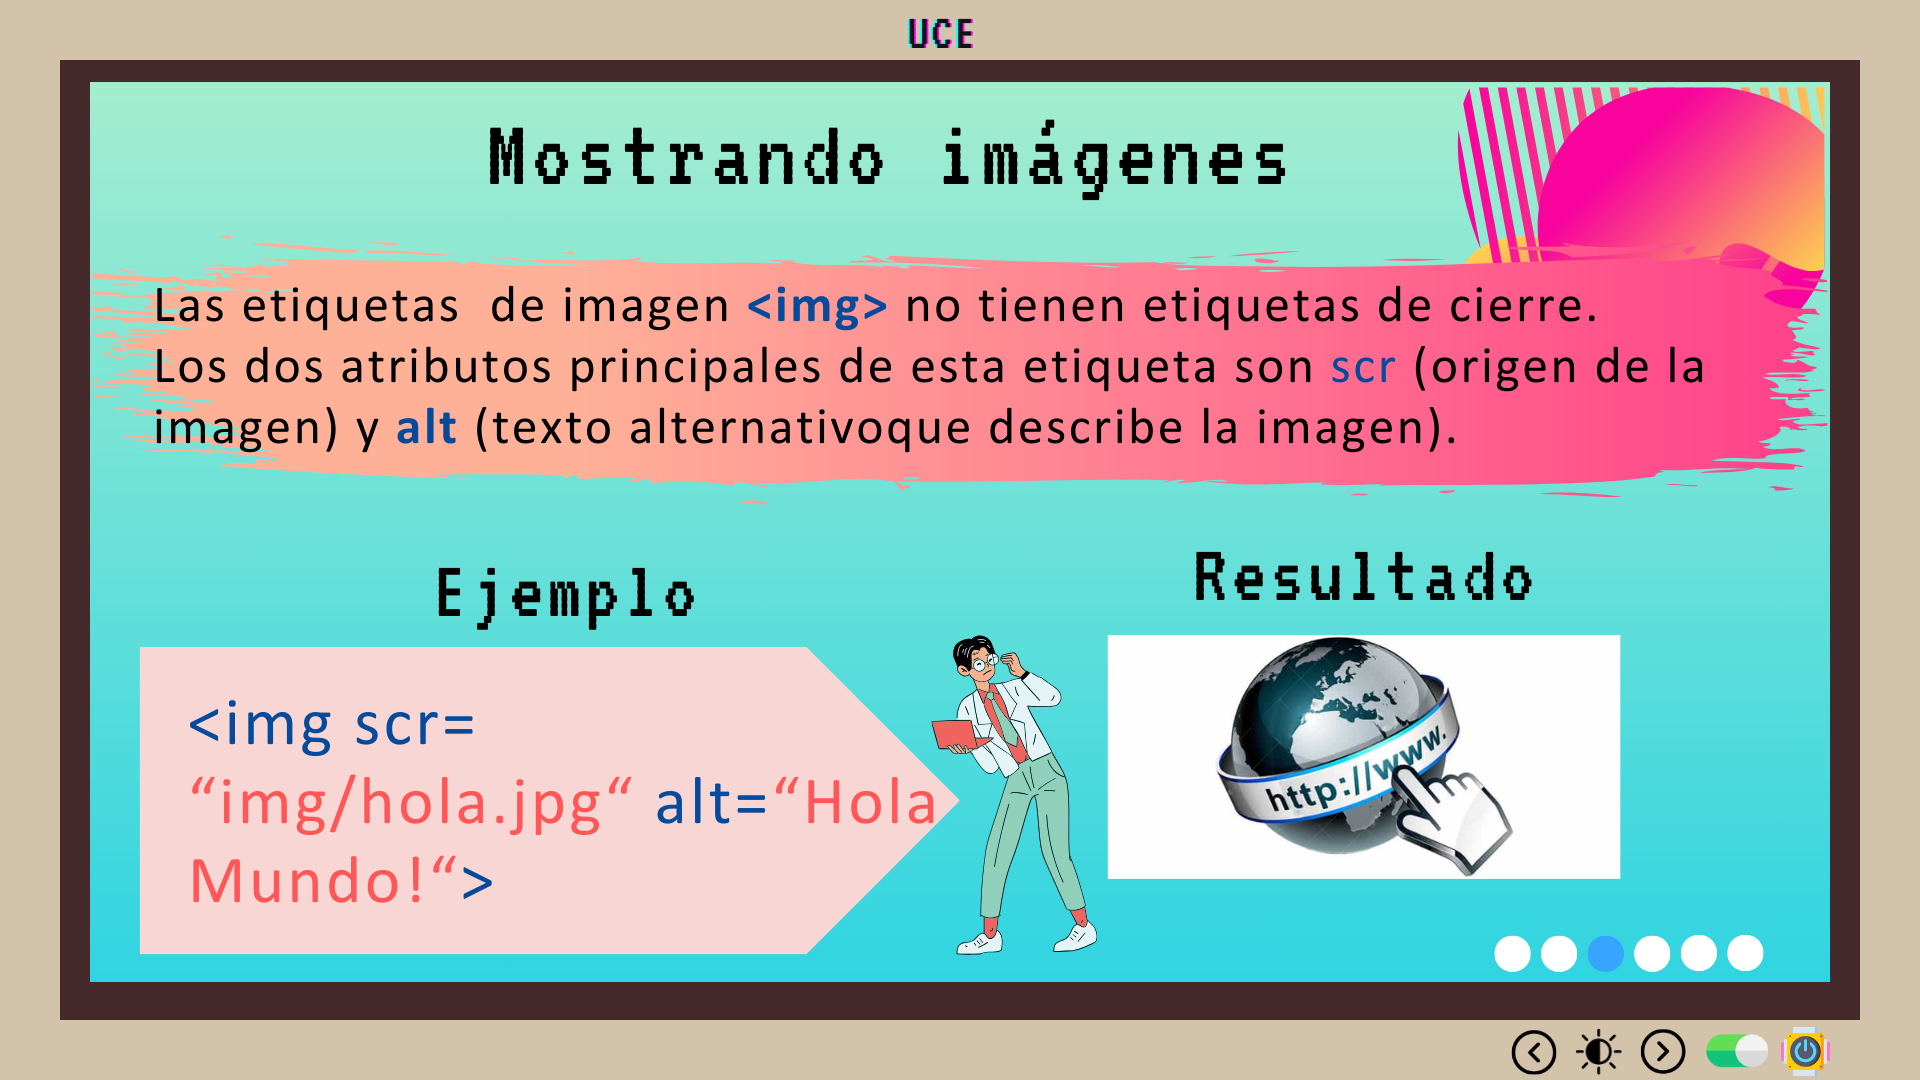 UCE
Mostrando imágenes
Las etiquetas  de imagen <img> no tienen etiquetas de cierre.
Los dos atributos principales de esta etiqueta son scr (origen de la
imagen) y alt (texto alternativoque describe la imagen).
Ejemplo
Resultado
<img scr=
“img/hola.jpg“ alt=“Hola
Mundo!“>
http://www.